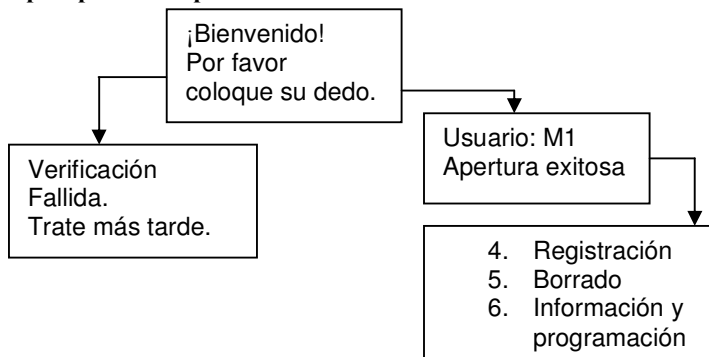 ¡Bienvenido!
Por favor
coloque su dedo.
Verificación
Fallida.
Trate más tarde.
Usuario: M1
Apertura exitosa
4. Registración
5. Borrado
6. Información y
programación